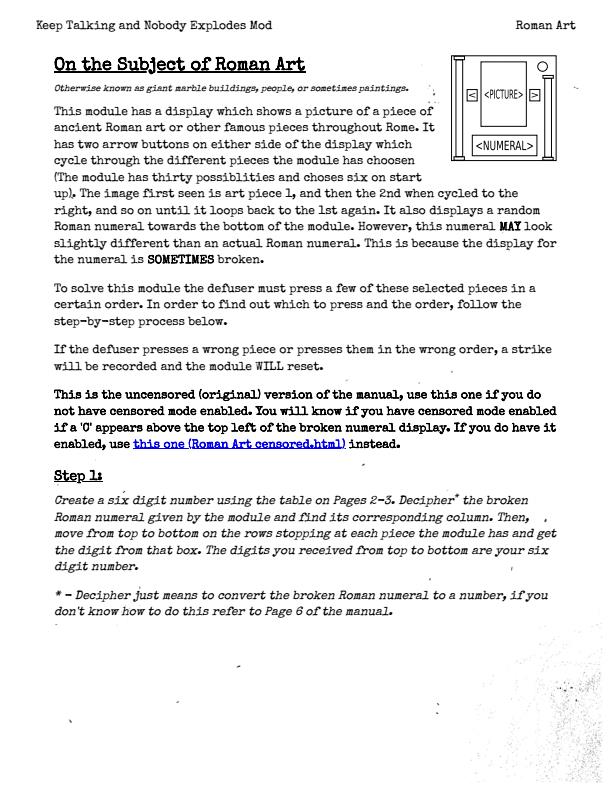 Keep Talking and Nobody Explodes Mod
Roman Art
On the Subject of Roman Art
Otherwise known as giant marble buildings, people, or sometimes paintings.
<
<PICTURE>
>
<NUMERAL>
This module has a display which shows a picture of a piece of
ancient Roman art or other famous pieces throughout Rome. It
has two arrow buttons on either side of the display which
cycle through the different pieces the module has choosen
(The module has thirty possiblities and choses six on start
up). The image first seen is art piece 1, and then the 2nd when cycled to the
right, and so on until it loops back to the 1st again. It also displays a random
Roman numeral towards the bottom of the module. However, this numeral MAY look
slightly different than an actual Roman numeral. This is because the display for
the numeral is SOMETIMES broken.
To solve this module the defuser must press a few of these selected pieces in a
certain order. In order to find out which to press and the order, follow the
step-by-step process below.
If the defuser presses a wrong piece or presses them in the wrong order, a strike
will be recorded and the module WILL reset.
This is the uncensored (original) version of the manual, use this one if you do
not have censored mode enabled. You will know if you have censored mode enabled
if a 'C' appears above the top left of the broken numeral display. If you do have it
enabled, use this one (Roman Art censored.html) instead.
Step 1:
Create a six digit number using the table on Pages 2-3. Decipher* the broken
Roman numeral given by the module and find its corresponding column. Then,
move from top to bottom on the rows stopping at each piece the module has and get
the digit from that box. The digits you received from top to bottom are your six
digit number.
* - Decipher just means to convert the broken Roman numeral to a number, if you
don't know how to do this refer to Page 6 of the manual.